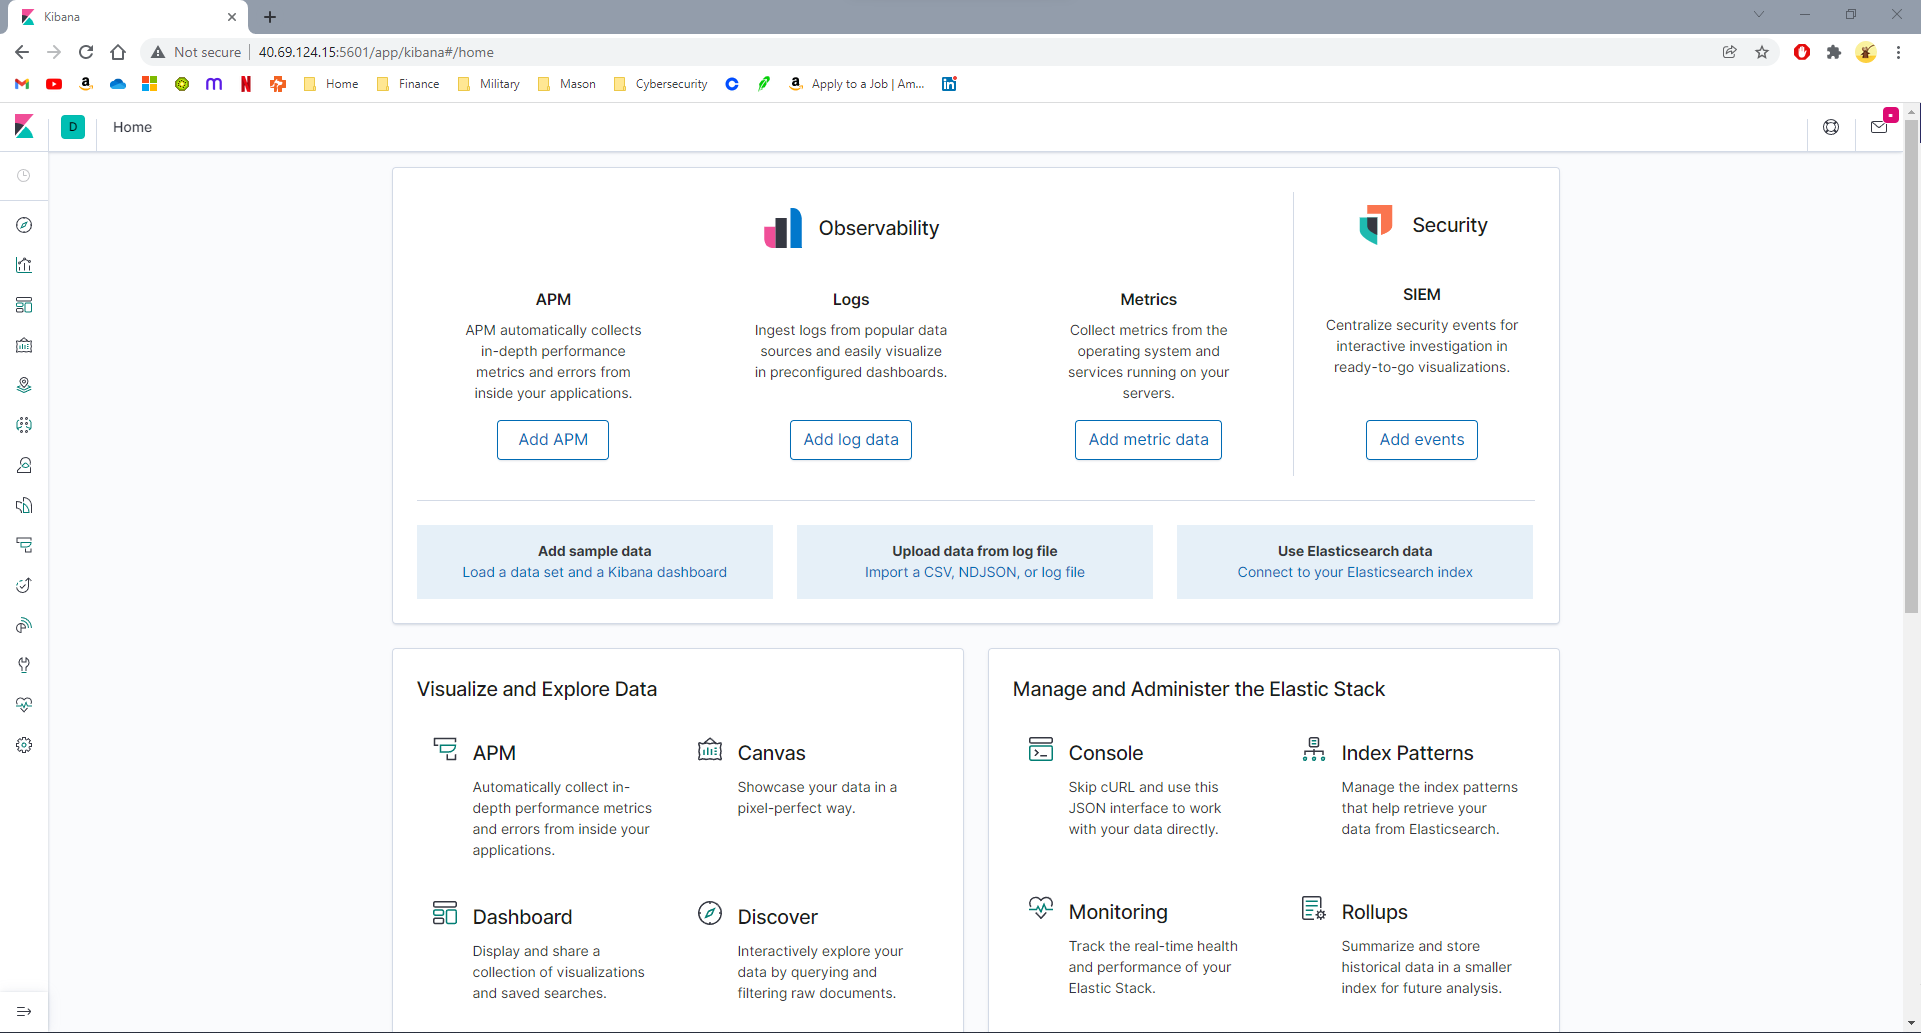 Kibana
Not secure
40.69.124.15:5601/app/kibana#/home
Home
Finance
Military
Mason
Cybersecurity
Apply to a Job | Am...
D
Home
Observability
APM
APM automatically collects
in-depth performance
metrics and errors from
inside your applications.
Add APM
Logs
Ingest logs from popular data
sources and easily visualize
in preconfigured dashboards.
Add log data
Metrics
Collect metrics from the
operating system and
services running on your
servers.
Add metric data
Security
SIEM
Centralize security events for
interactive investigation in
ready-to-go visualizations.
Add events
Add sample data
Load a data set and a Kibana dashboard
Upload data from log file
Import a CSV, NDJSON, or log file
Use Elasticsearch data
Connect to your Elasticsearch index
Visualize and Explore Data
APM
Automatically collect in-
depth performance metrics
and errors from inside your
applications.
Canvas
Showcase your data in a
pixel-perfect way.
Dashboard
Display and share a
collection of visualizations
and saved searches.
Discover
Interactively explore your
data by querying and
filtering raw documents.
Manage and Administer the Elastic Stack
Console
Skip cURL and use this
JSON interface to work
with your data directly.
Index Patterns
Manage the index patterns
that help retrieve your
data from Elasticsearch.
Monitoring
Track the real-time health
and performance of your
Elastic Stack.
Rollups
Summarize and store
historical data in a smaller
index for future analysis.